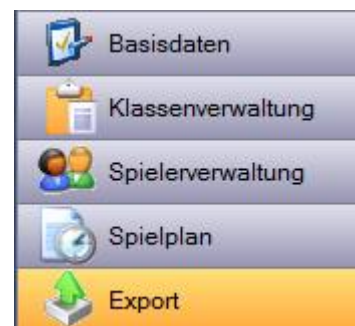 Basisdaten
Klassenverwaltung
Spielerverwaltung
Spielplan
Export